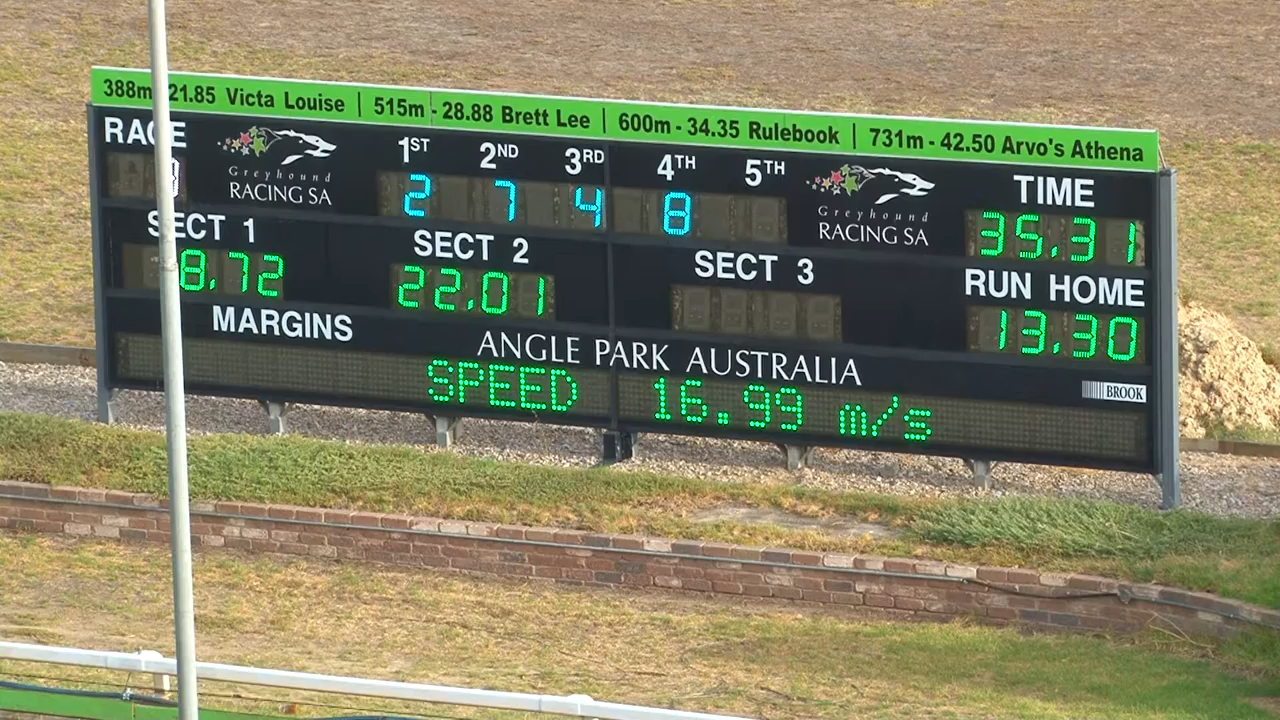 388m 21.85 Victa Louise | 515m - 28.88 Brett Lee | 600m - 34.35 Rulebook | 731m - 42.50 Arvo's Athena
RACE
Greyhound
RACING SA
1ST 2ND 3RD 4TH 5TH
2 7 4 8
Greyhound
RACING SA
TIME
35.31
SECT 1
8.72
SECT 2
22.01
SECT 3
RUN HOME
13.30
MARGINS
ANGLE PARK AUSTRALIA
BROOK
SPEED 16.99 m/s